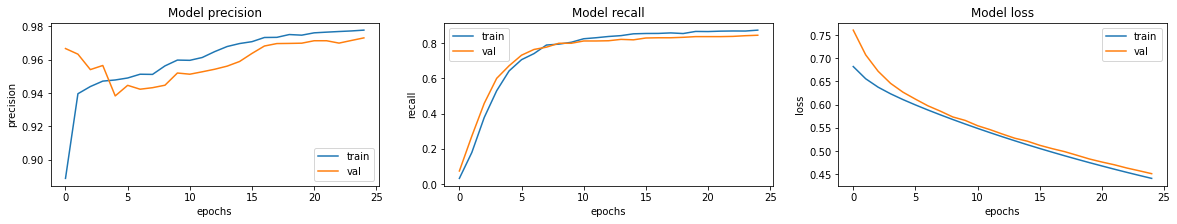 Model precision
precision
0.98
0.96
0.94
0.92
0.90
0 5 10 15 20 25
epochs
train
val
Model recall
recall
0.8
0.6
0.4
0.2
0.0
0 5 10 15 20 25
epochs
train
val
Model loss
loss
0.75
0.70
0.65
0.60
0.55
0.50
0.45
0 5 10 15 20 25
epochs
train
val